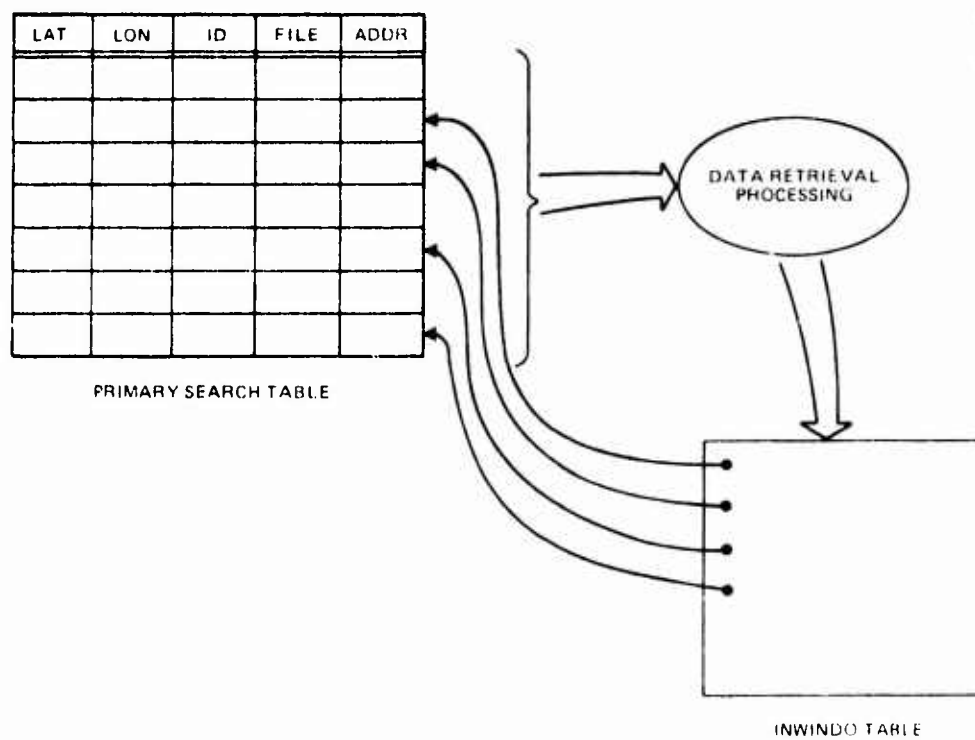 LAT LON ID FILE ADDR
DATA RETRIEVAL
PROCESSING
PRIMARY SEARCH TABLE
INWINDO TABLE